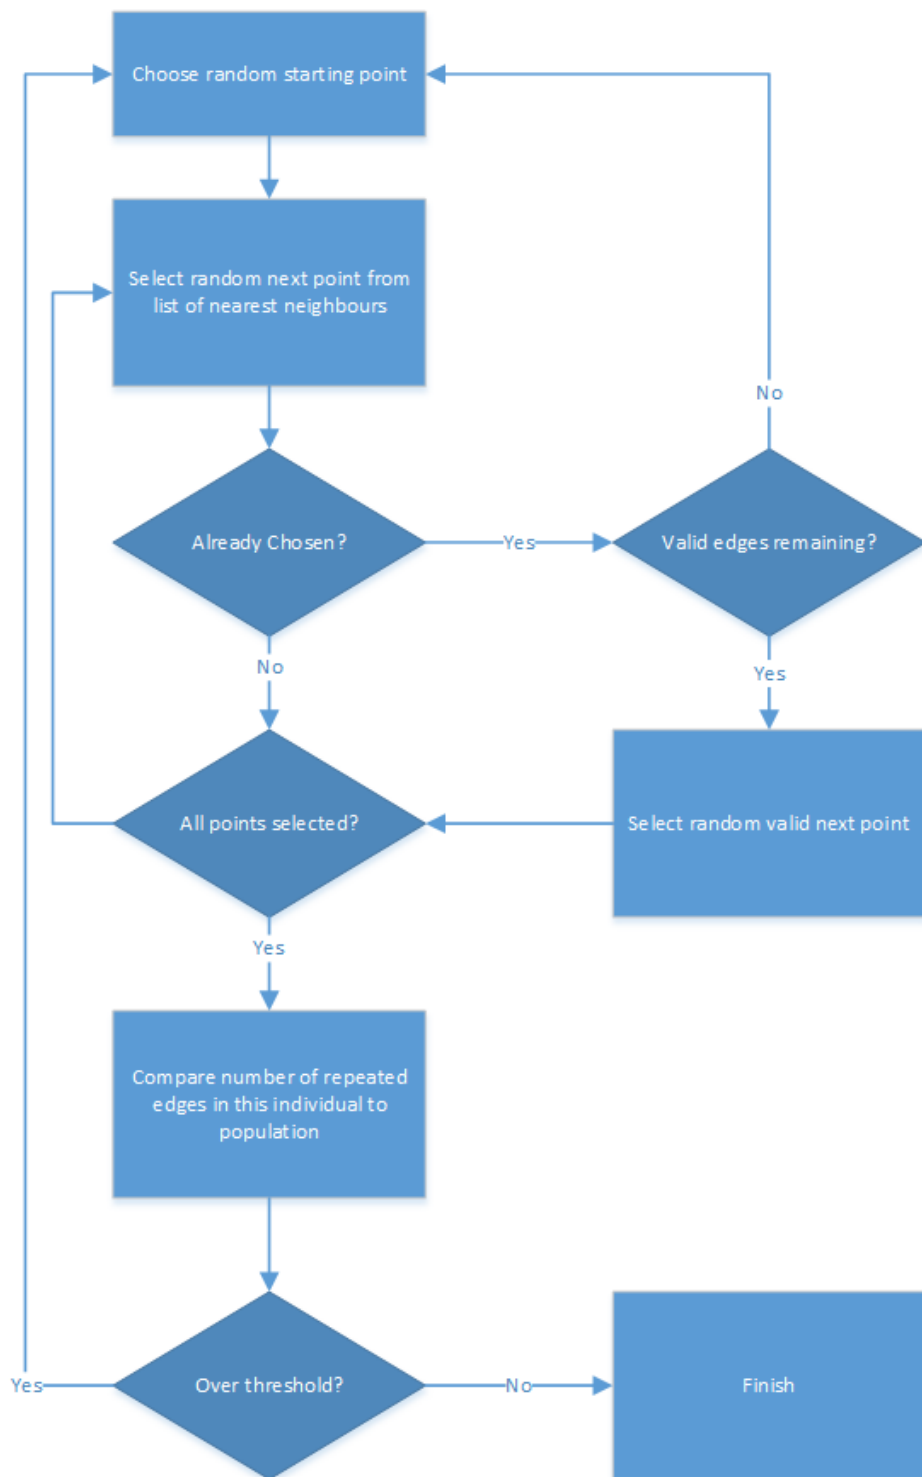 Choose random starting point
Select random next point from
list of nearest neighbours
No
Already Chosen?
Yes
Valid edges remaining?
No
Yes
All points selected?
Select random valid next point
Yes
Compare number of repeated
edges in this individual to
population
Yes
Over threshold?
No
Finish